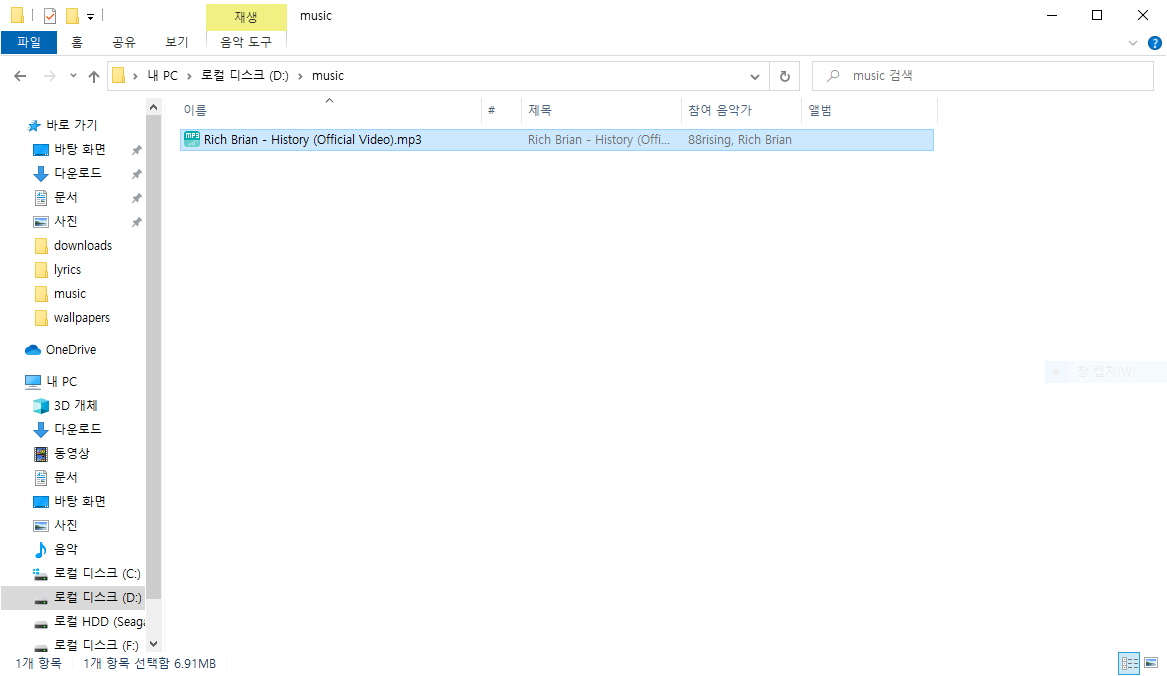 재생 music
파일 홈 공유 보기 음악 도구
내 PC 로컬 디스크 (D:) music music 검색
이름 # 제목 참여 음악가 앨범
Rich Brian - History (Official Video).mp3 Rich Brian - History (Offi... 88rising, Rich Brian
바로 가기
바탕 화면
다운로드
문서
사진
downloads
lyrics
music
wallpapers
OneDrive
내 PC
3D 개체
다운로드
동영상
문서
바탕 화면
사진
음악
로컬 디스크 (C:)
로컬 디스크 (D:)
로컬 HDD (Seaga
로컬 디스크 (F:)
창 캡처(W)
1개 항목 1개 항목 선택함 6.91MB